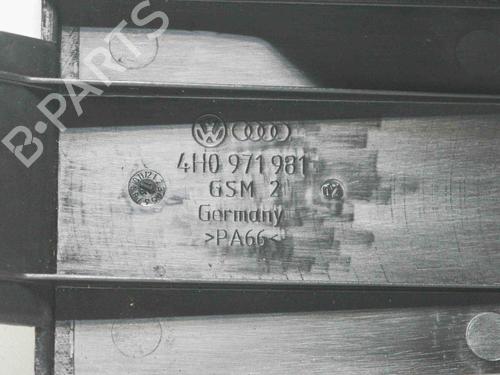 B-PARTS
4H0 971 981
GSM 2
Germany
>PA66<